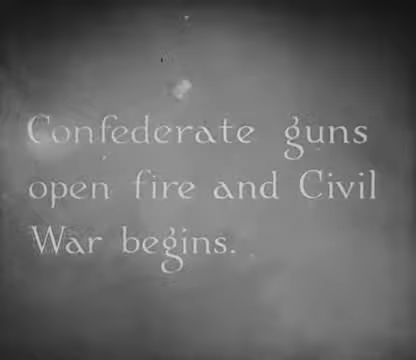 Confederate guns
open fire and Civil
War begins.